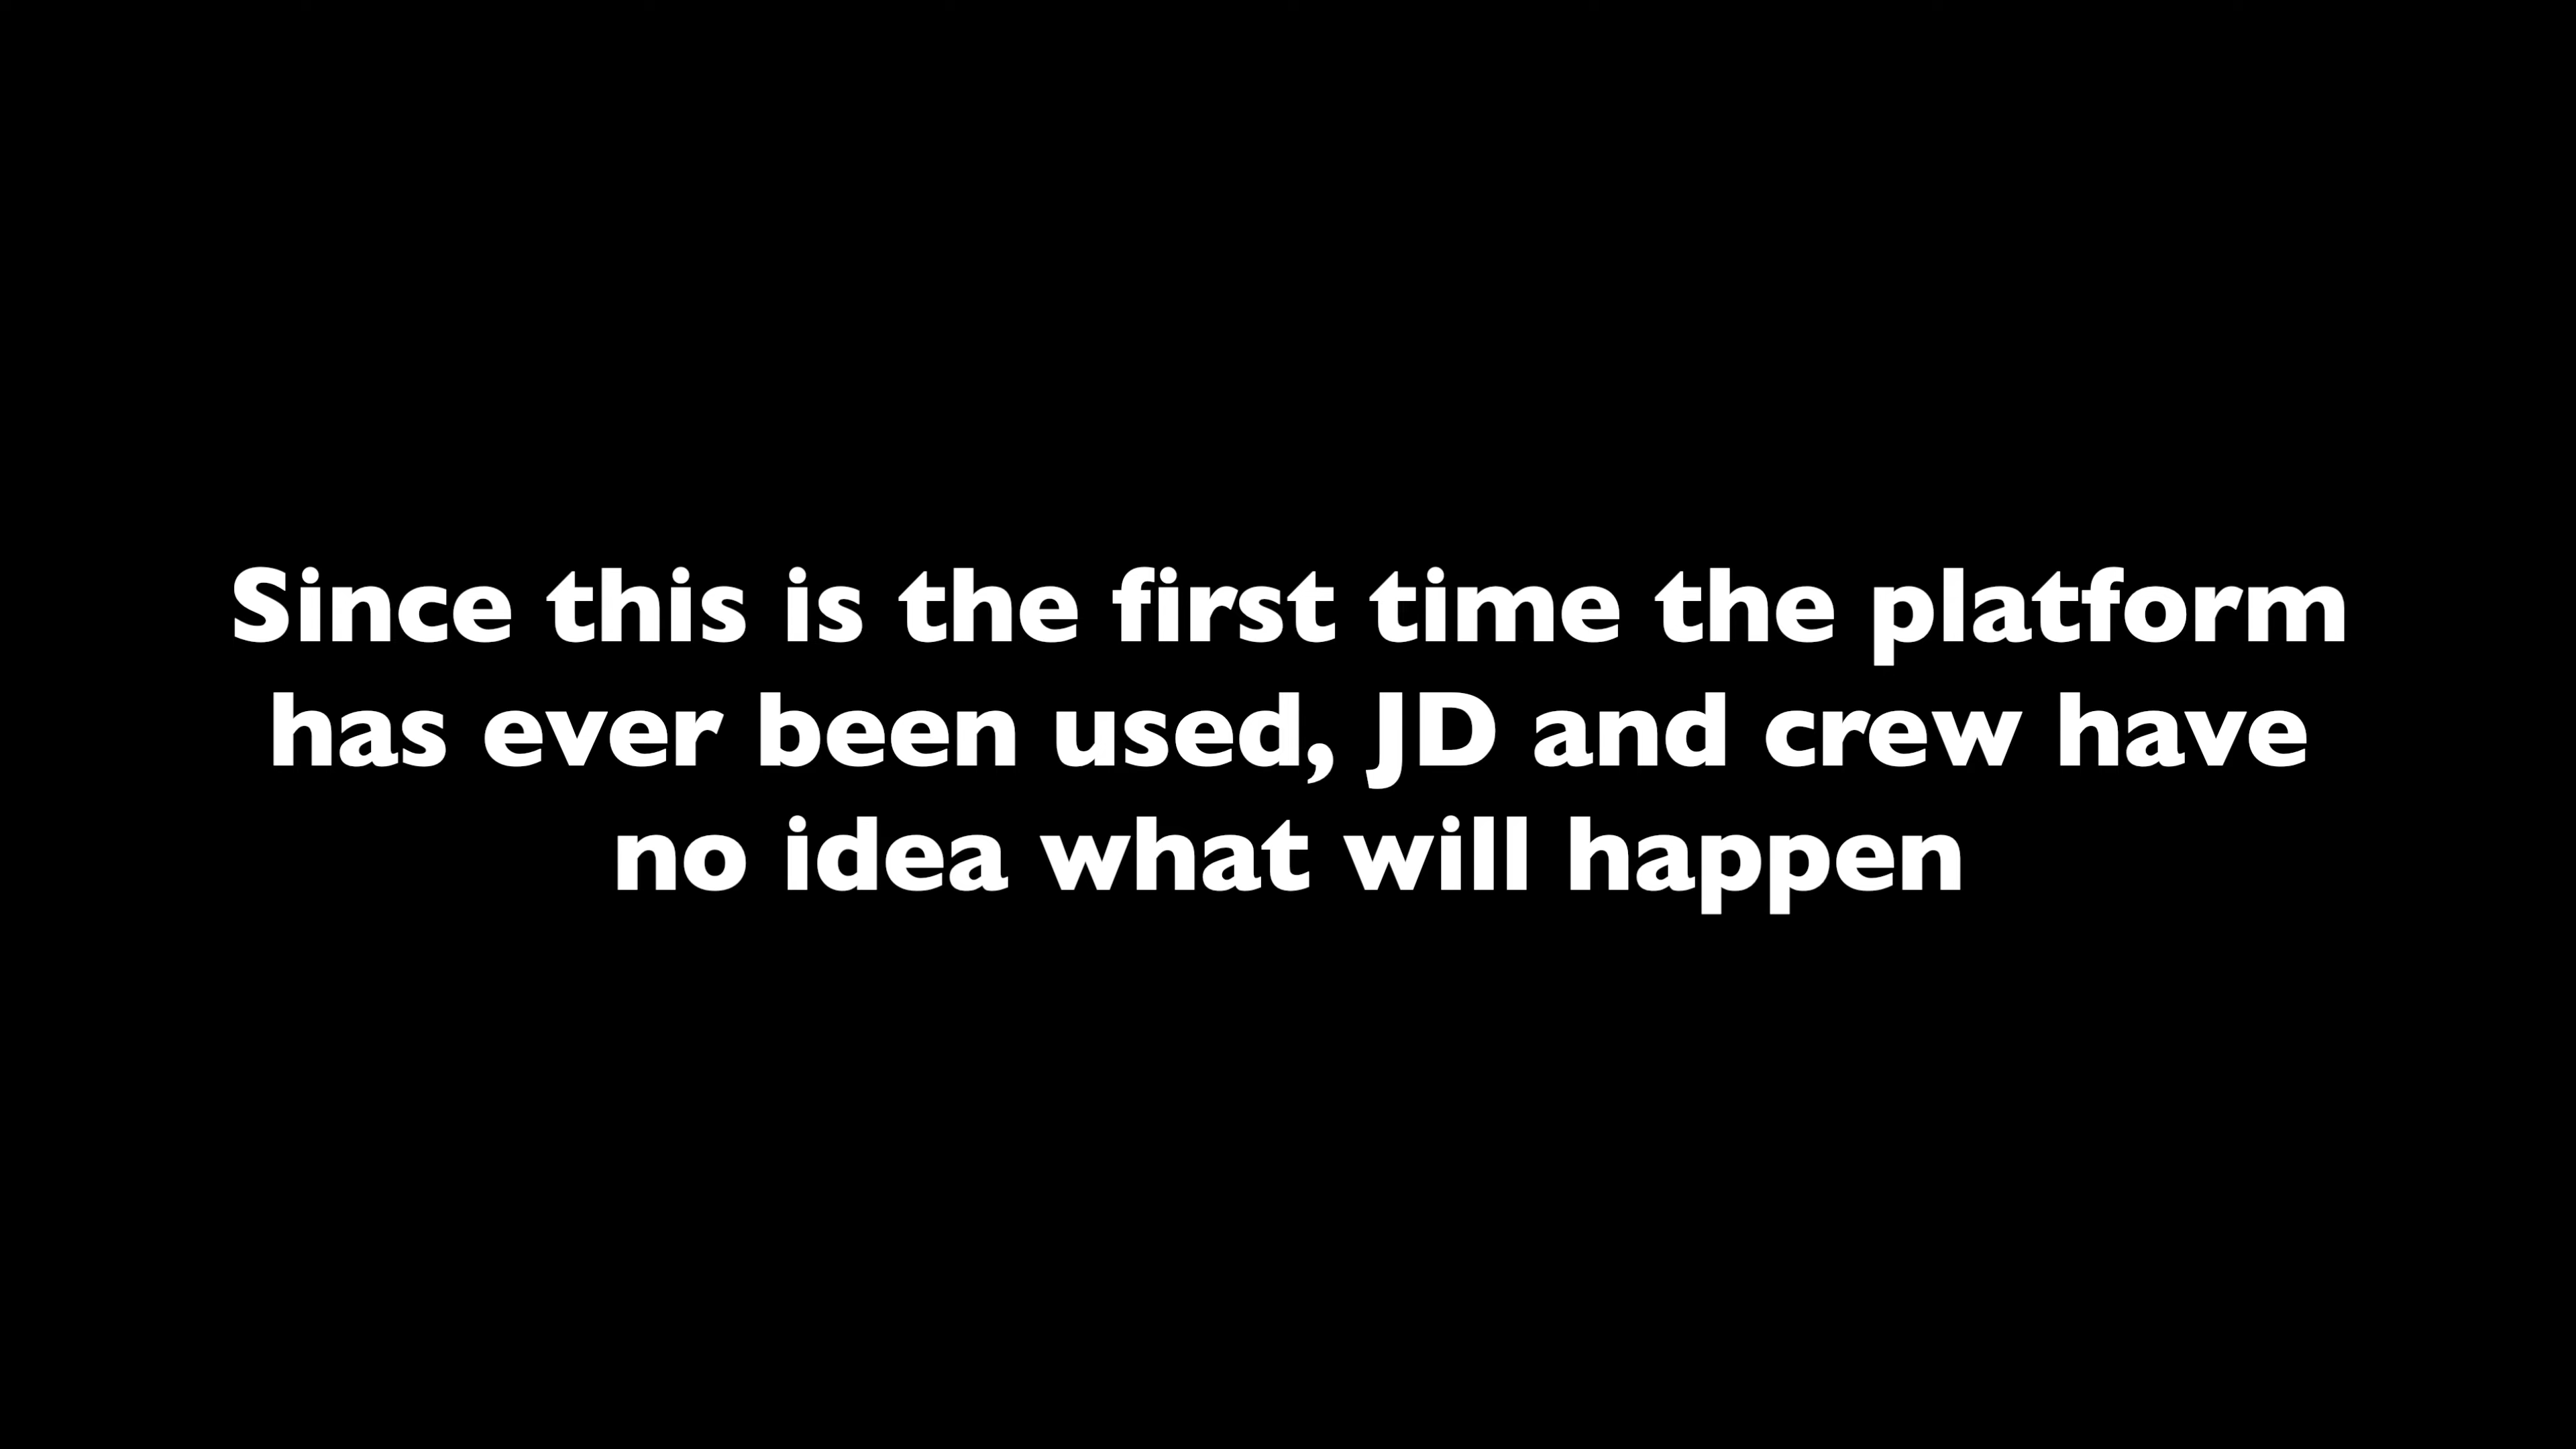 Since this is the first time the platform
has ever been used, JD and crew have
no idea what will happen